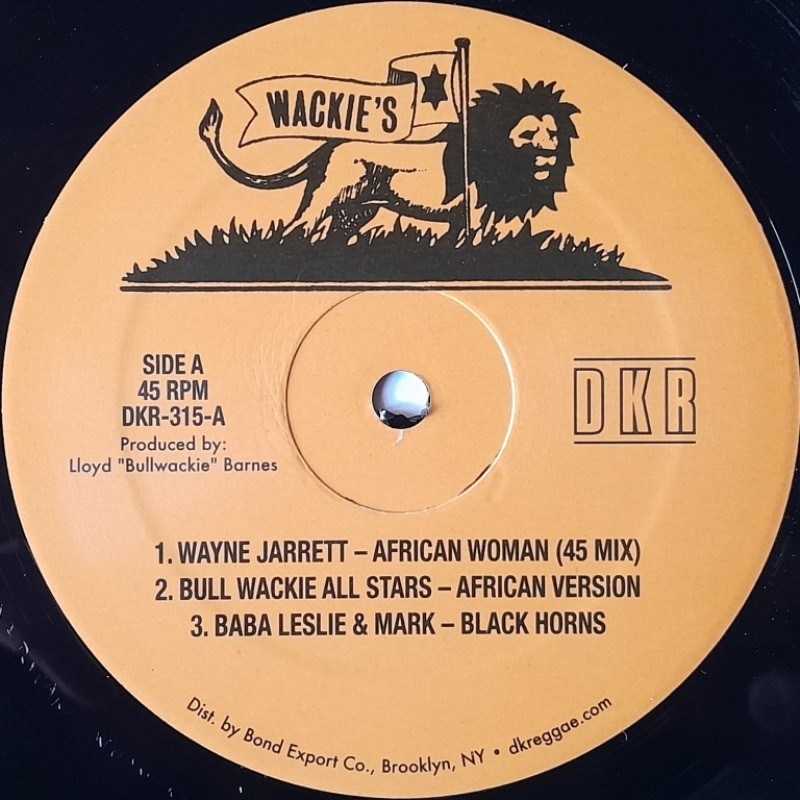 WACKIE'S
SIDE A
45 RPM
DKR-315-A
Produced by:
Lloyd "Bullwackie" Barnes
DKR
1. WAYNE JARRETT – AFRICAN WOMAN (45 MIX)
2. BULL WACKIE ALL STARS – AFRICAN VERSION
3. BABA LESLIE & MARK – BLACK HORNS
Dist. by Bond Export Co., Brooklyn, NY • dkreggae.com